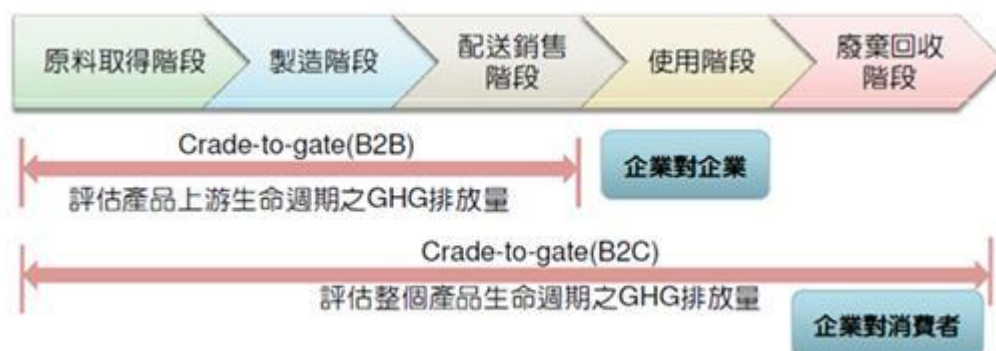 原料取得階段
製造階段
配送銷售
階段
使用階段
廢棄回收
階段
Crade-to-gate(B2B)
評估產品上游生命週期之GHG排放量
企業對企業
Crade-to-gate(B2C)
評估整個產品生命週期之GHG排放量
企業對消費者